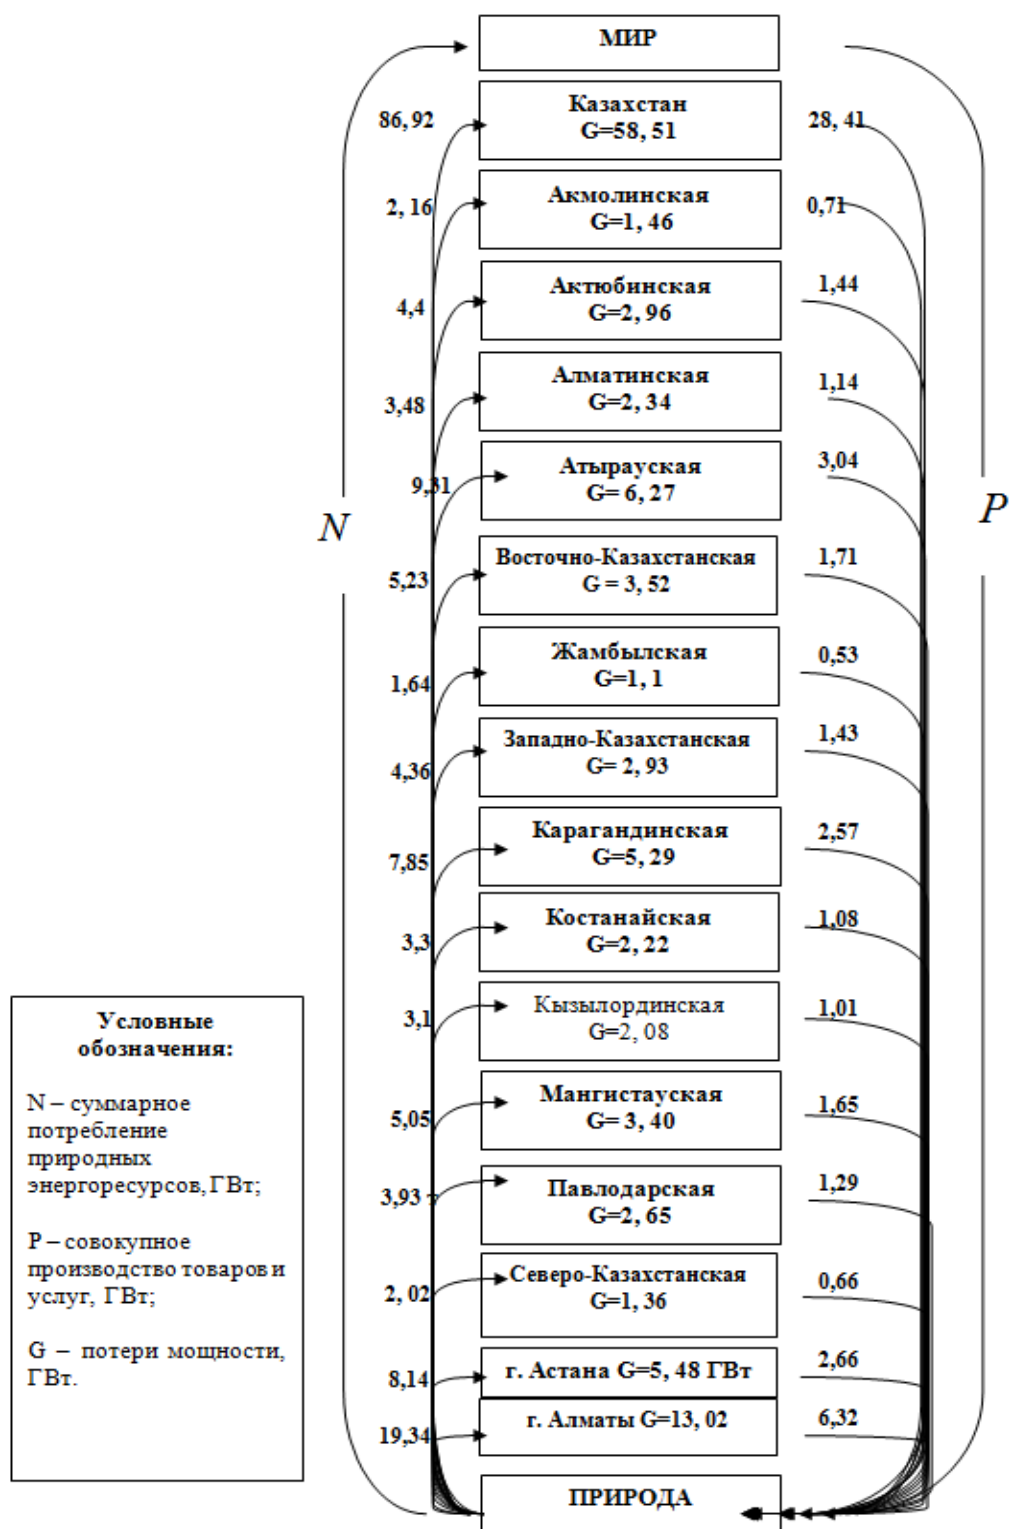 МИР
86, 92
Казахстан
G=58, 51
28, 41
2, 16
Акмолинская
G=1, 46
0,71
4,4
Актюбинская
G=2, 96
1,44
3,48
Алматинская
G=2, 34
1,14
9,31
Атырауская
G= 6, 27
3,04
N
P
5,23
Восточно-Казахстанская
G = 3, 52
1,71
1,64
Жамбылская
G=1, 1
0,53
4,36
Западно-Казахстанская
G= 2, 93
1,43
7,85
Карагандинская
G=5, 29
2,57
3,3
Костанайская
G=2, 22
1,08
3,1
Кызылординская
G=2, 08
1,01
5,05
Мангистауская
G= 3, 40
1,65
3,93
Павлодарская
G=2, 65
1,29
2, 02
Северо-Казахстанская
G=1, 36
0,66
8,14
г. Астана G=5, 48 ГВт
2,66
19,34
г. Алматы G=13, 02
6,32
ПРИРОДА
Условные
обозначения:
N – суммарное
потребление
природных
энергоресурсов, ГВт;
P – совокупное
производство товаров и
услуг, ГВт;
G – потери мощности,
ГВт.